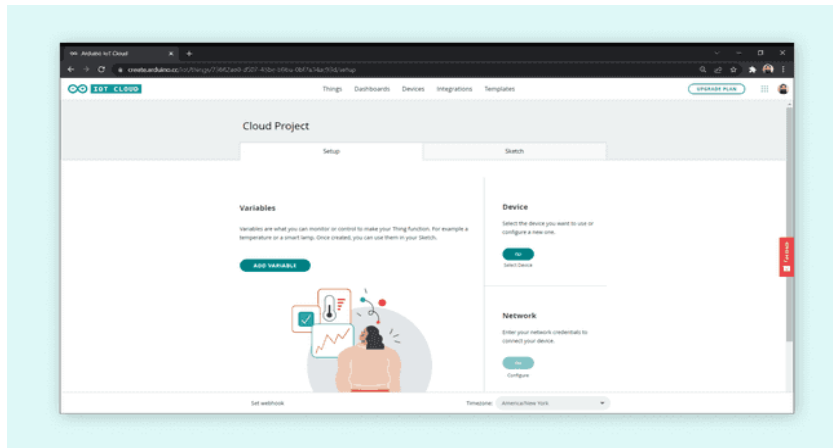 Arduino IoT Cloud
IOT CLOUD
Things Dashboards Devices Integrations Templates
UPGRADE PLAN
Cloud Project
Setup
Sketch
Variables
Variables are what you can monitor or control to make your Thing function. For example a
temperature or a smart lamp. Once created, you can use them in your Sketch.
ADD VARIABLE
Device
Select the device you want to use or
configure a new one.
Select Device
Network
Enter your network credentials to
connect your device.
Configure
Feedback
Set webhook
Timezone: America/New York